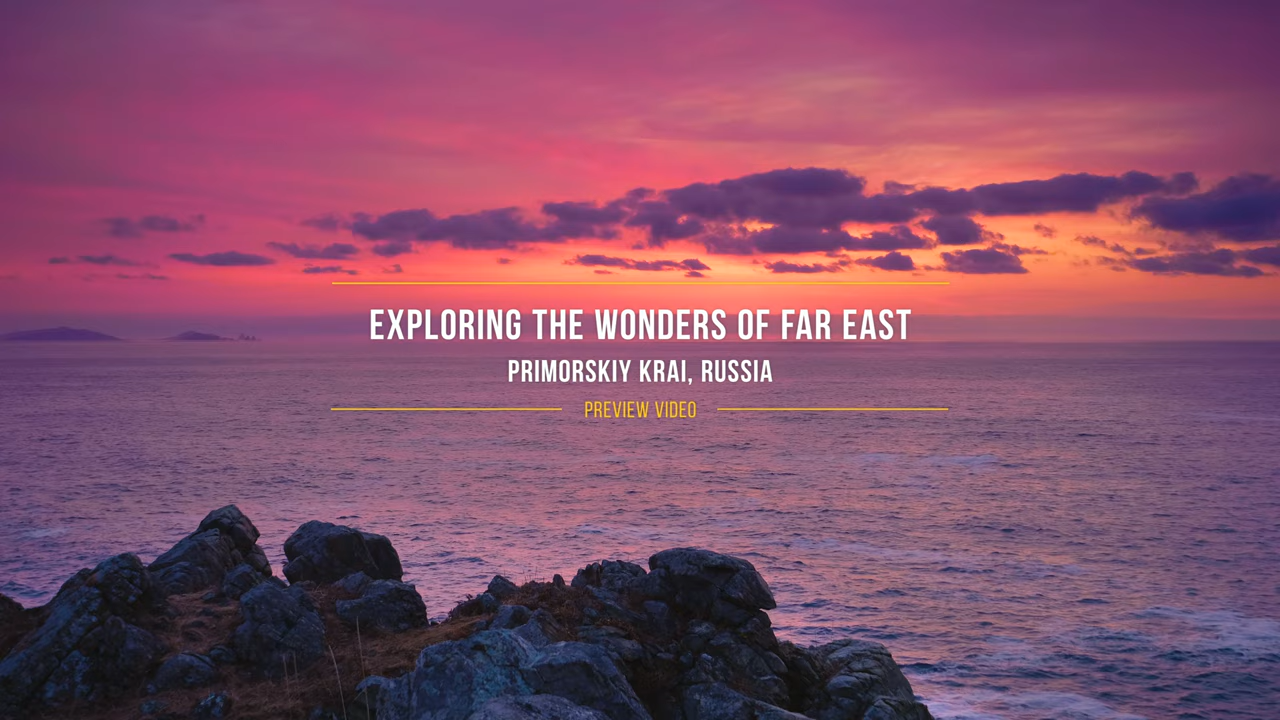 EXPLORING THE WONDERS OF FAR EAST
PRIMORSKIY KRAI, RUSSIA
PREVIEW VIDEO